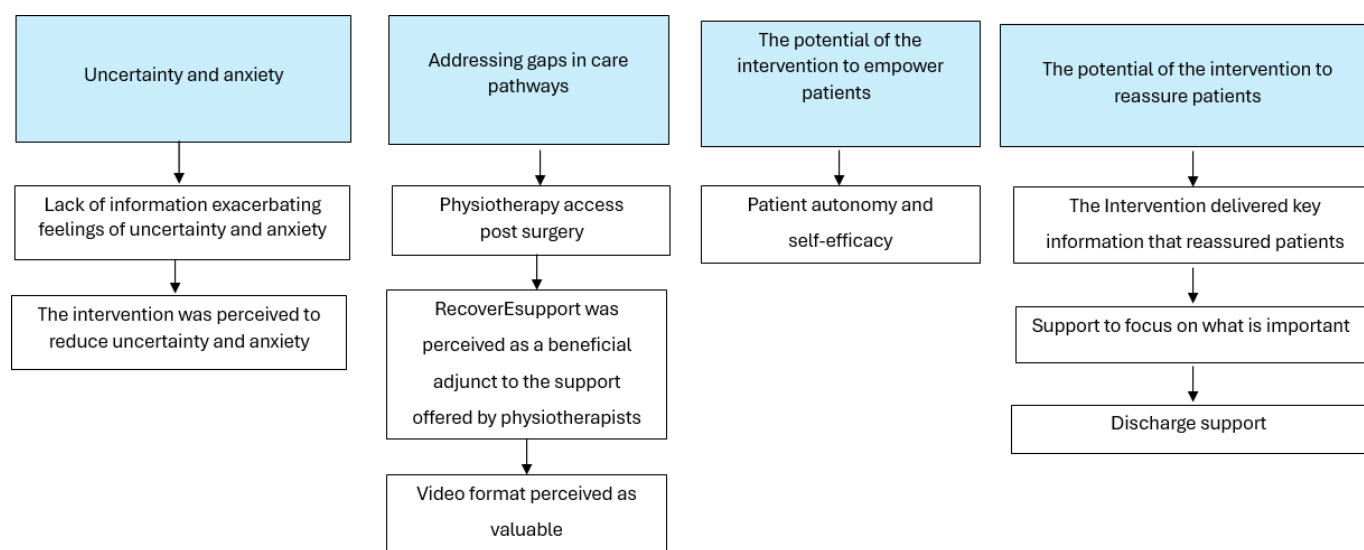 Uncertainty and anxiety
Lack of information exacerbating
feelings of uncertainty and anxiety
The intervention was perceived to
reduce uncertainty and anxiety
Addressing gaps in care
pathways
Physiotherapy access
post surgery
RecoverEsupport was
perceived as a beneficial
adjunct to the support
offered by physiotherapists
Video format perceived as
valuable
The potential of the
intervention to empower
patients
Patient autonomy and
self-efficacy
The potential of the intervention to
reassure patients
The Intervention delivered key
information that reassured patients
Support to focus on what is important
Discharge support